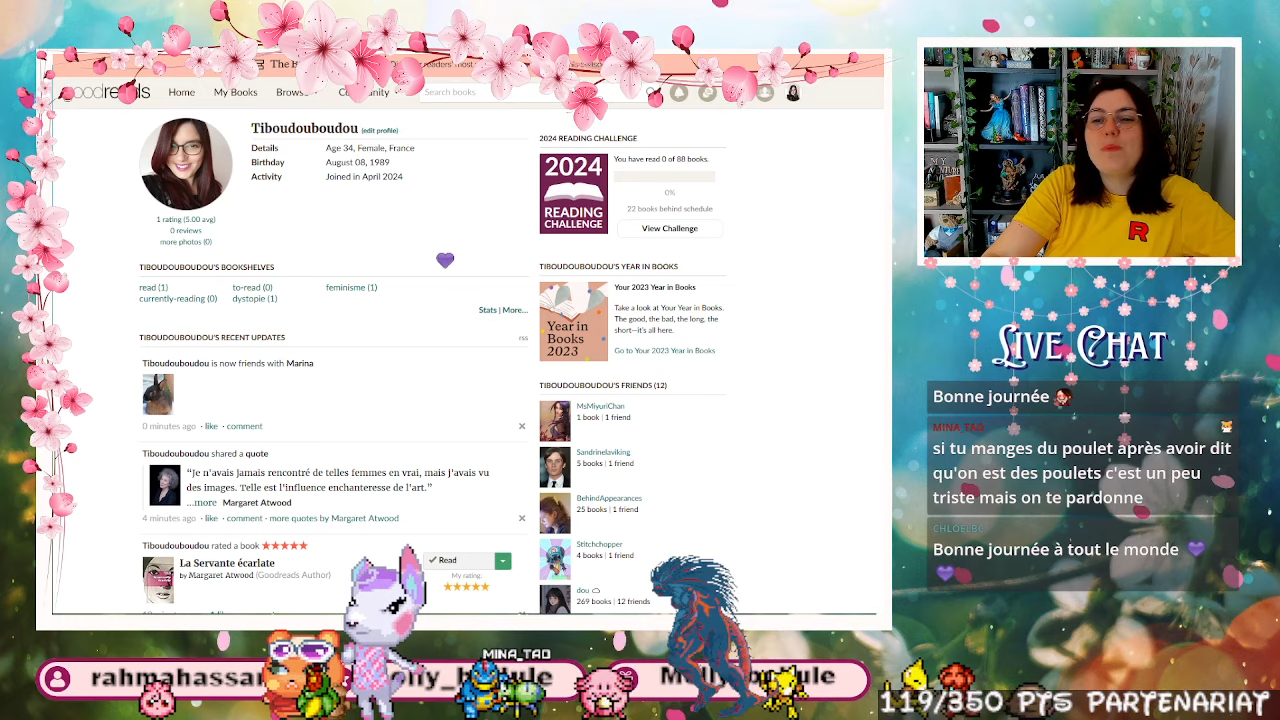 goodreads
Home
My Books
Search books
Tiboudouboudou (edit profile)
Details Age 34, Female, France
Birthday August 08, 1989
Activity Joined in April 2024
1 rating (5.00 avg)
0 reviews
more photos (0)
TIBOUDOUBOUDOU'S BOOKSHELVES
read (1) to-read (0) feminisme (1)
currently-reading (0) dystopie (1)
Stats | More...
TIBOUDOUBOUDOU'S RECENT UPDATES rss
Tiboudouboudou is now friends with Marina
0 minutes ago · like · comment
Tiboudouboudou shared a quote
“Je n'avais jamais rencontré de telles femmes en vrai, mais j'avais vu
des images. Telle est l'influence enchanteresse de l'art.”
...more Margaret Atwood
4 minutes ago · like · comment · more quotes by Margaret Atwood
Tiboudouboudou rated a book
La Servante écarlate
by Margaret Atwood (Goodreads Author)
Read
My rating:
2024 READING CHALLENGE
2024
READING
CHALLENGE
You have read 0 of 88 books.
0%
22 books behind schedule
View Challenge
TIBOUDOUBOUDOU'S YEAR IN BOOKS
Year in
Books
2023
Your 2023 Year in Books
Take a look at Your Year in Books.
The good, the bad, the long, the
short—it's all here.
Go to Your 2023 Year in Books
TIBOUDOUBOUDOU'S FRIENDS (12)
MsMiyuriChan
1 book | 1 friend
Sandrinelaviking
5 books | 1 friend
BehindAppearances
25 books | 1 friend
Stitchchopper
4 books | 1 friend
dou
269 books | 12 friends
MY
ADVENTURE
R
LIVE CHAT
Bonne journée
MINA_TAO
si tu manges du poulet après avoir dit
qu'on est des poulets c'est un peu
triste mais on te pardonne
CHLOELBC
Bonne journée à tout le monde
MINA_TAO
119/350 PTS PARTENARIAT